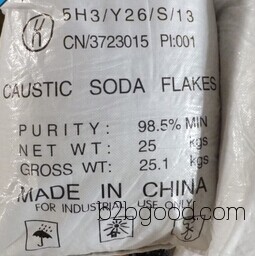 5H3/Y26/S/13
CN/3723015 PI:001
CAUSTIC SODA FLAKES
PURITY: 98.5% MIN
NET WT: 25 kgs
GROSS WT: 25.1 kgs
MADE IN CHINA
FOR INDUSTRIAL USE ONLY
b2bgood.com